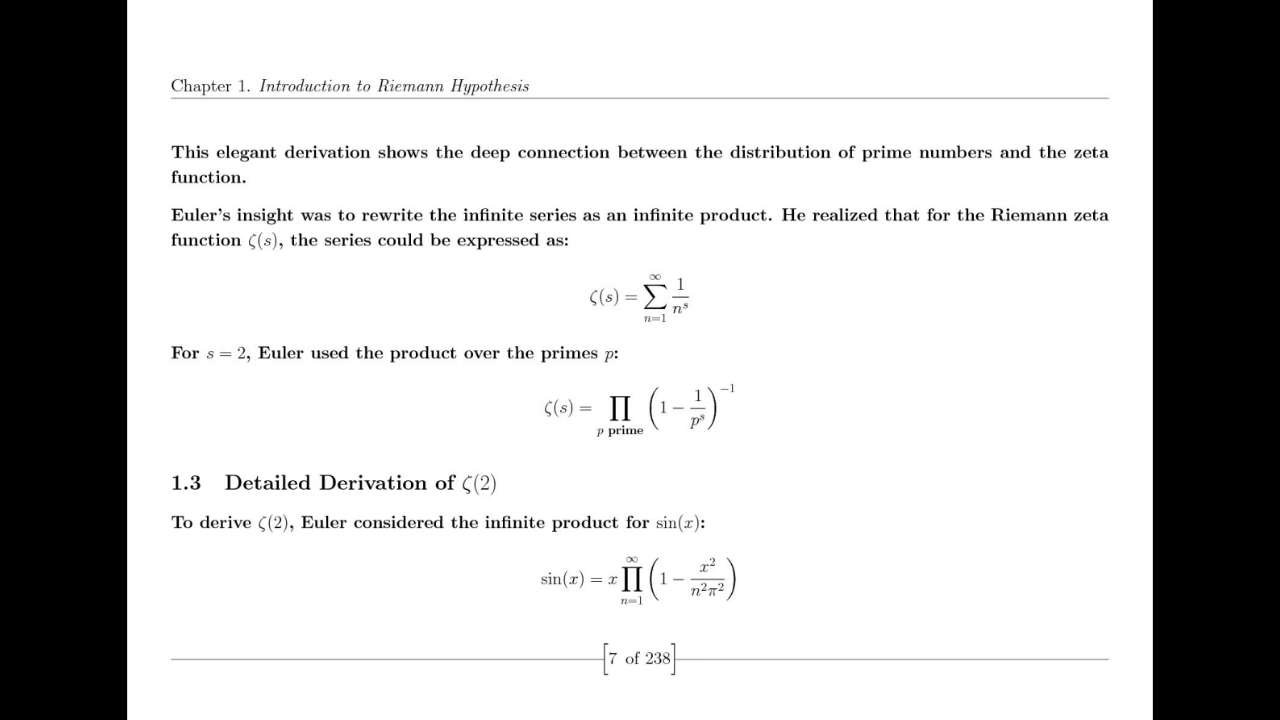 Chapter 1. Introduction to Riemann Hypothesis
This elegant derivation shows the deep connection between the distribution of prime numbers and the zeta
function.
Euler's insight was to rewrite the infinite series as an infinite product. He realized that for the Riemann zeta
function ζ(s), the series could be expressed as:
ζ(s) = ∑_{n=1}^{∞} 1/n^s
For s = 2, Euler used the product over the primes p:
ζ(s) = ∏_{p prime} (1 − 1/p^s)^{−1}
1.3 Detailed Derivation of ζ(2)
To derive ζ(2), Euler considered the infinite product for sin(x):
sin(x) = x ∏_{n=1}^{∞} (1 − x²/n²π²)
[7 of 238]